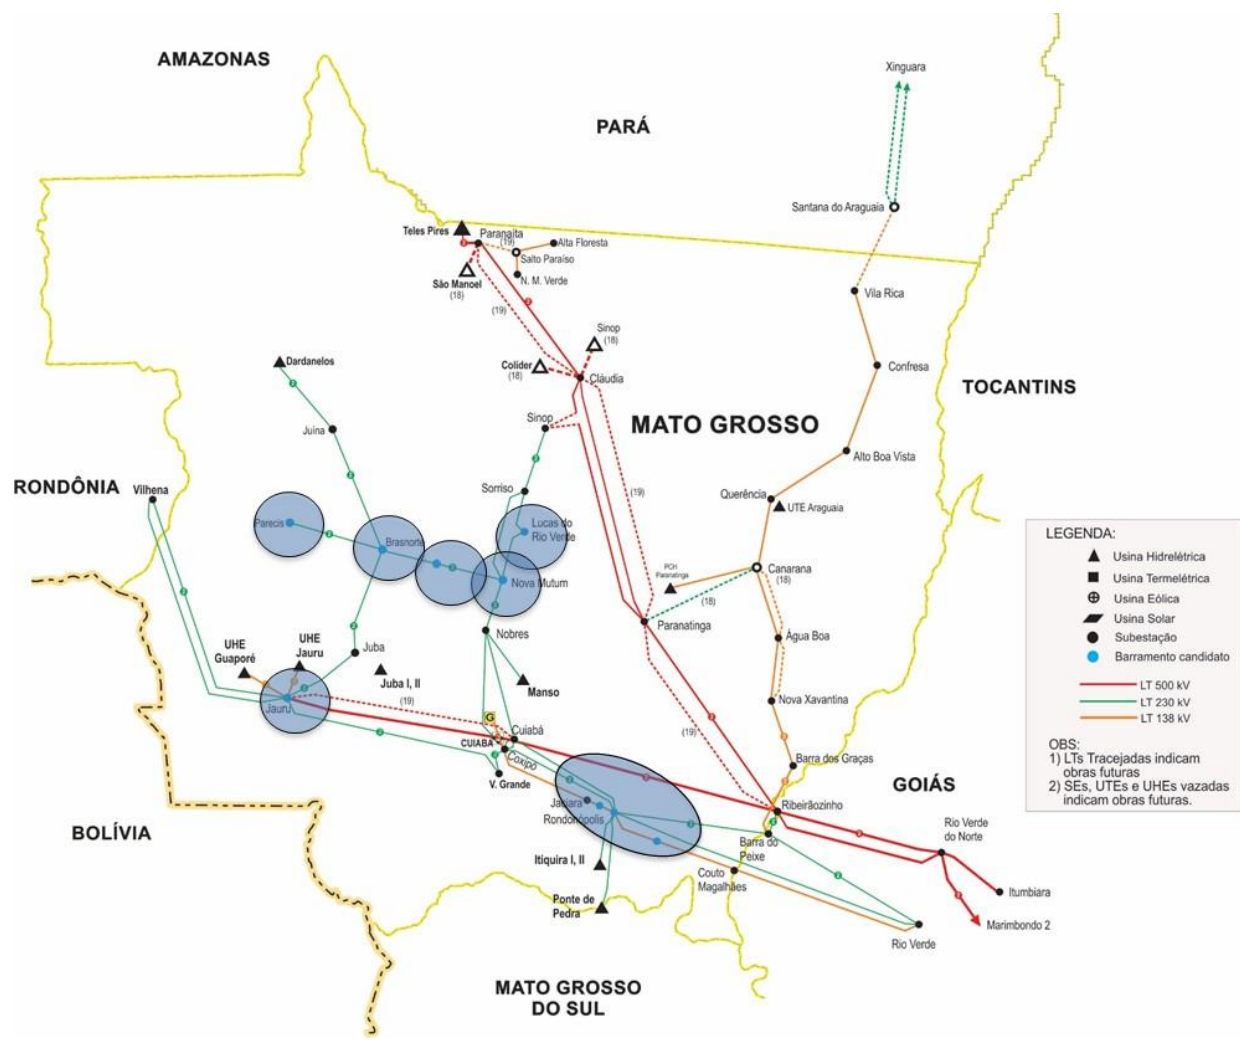 AMAZONAS
PARÁ
Xinguara
Santana do Araguaia
Teles Pires
Paranaíta
(19)
Alta Floresta
Salto Paraíso
N. M. Verde
São Manoel
(18)
(19)
2
Vila Rica
Sinop
(18)
Colíder
(18)
Cláudia
Dardanelos
Confresa
TOCANTINS
MATO GROSSO
Sinop
Juína
Alto Boa Vista
RONDÔNIA
Vilhena
Sorriso
(19)
Querência
UTE Araguaia
Parecis
Lucas do
Rio Verde
Brasnorte
Nova Mutum
PCH
Paranatinga
Canarana
(18)
(18)
Paranatinga
Nobres
Água Boa
UHE
Guaporé
UHE
Jauru
Juba
Juba I, II
Manso
Jauru
(19)
Nova Xavantina
G
Cuiabá
CUIABÁ
Coxipó
V. Grande
(19)
Barra dos Graças
GOIÁS
Jaciara
Rondonópolis
Ribeirãozinho
Rio Verde
do Norte
BOLÍVIA
Barra do
Peixe
Itiquira I, II
Couto
Magalhães
Itumbiara
Ponte de
Pedra
Rio Verde
Marimbondo 2
MATO GROSSO
DO SUL
LEGENDA:
Usina Hidrelétrica
Usina Termelétrica
Usina Eólica
Usina Solar
Subestação
Barramento candidato
LT 500 kV
LT 230 kV
LT 138 kV
OBS:
1) LTs Tracejadas indicam
obras futuras
2) SEs, UTEs e UHEs vazadas
indicam obras futuras.